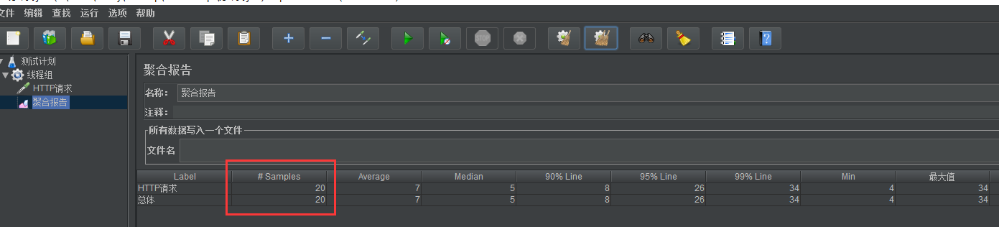 文件 编辑 查找 运行 选项 帮助
STOP
测试计划
线程组
HTTP请求
聚合报告
聚合报告
名称： 聚合报告
注释：
所有数据写入一个文件
文件名
Label # Samples Average Median 90% Line 95% Line 99% Line Min 最大值
HTTP请求 20 7 5 8 26 34 4 34
总体 20 7 5 8 26 34 4 34